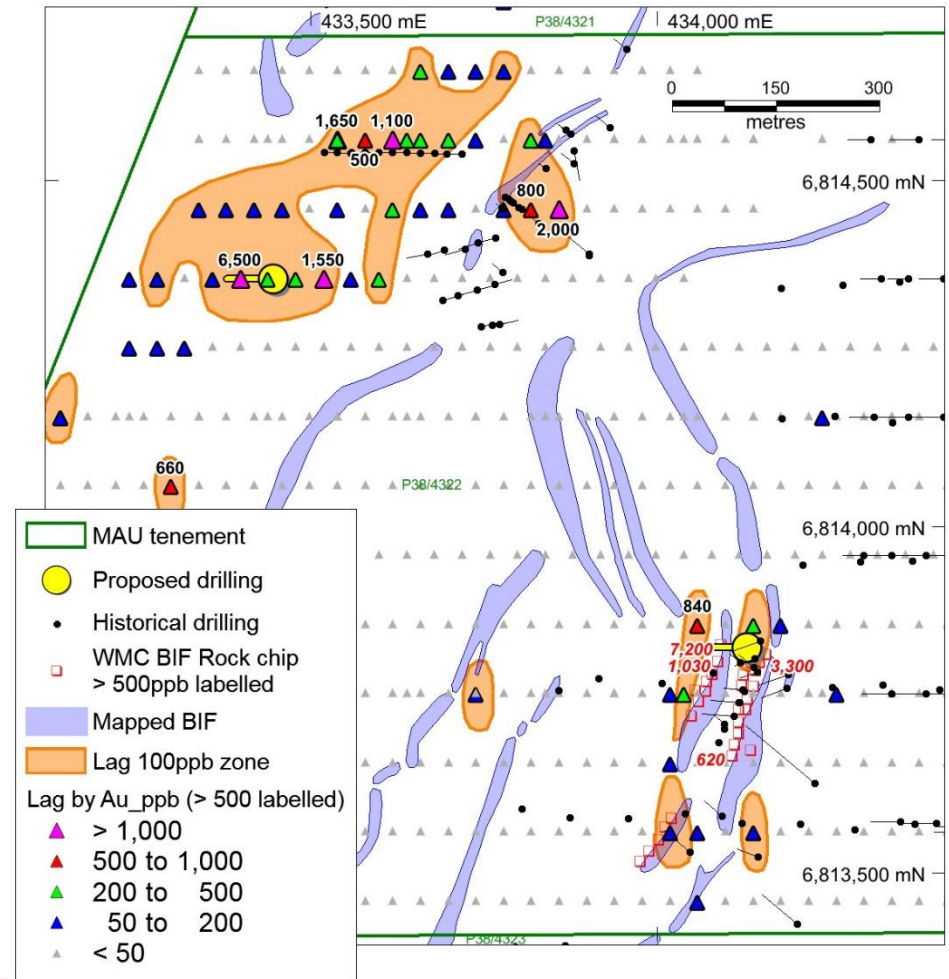 P38/4321
433,500 mE
434,000 mE
0 150 300
metres
1,650 1,100
500
6,814,500 mN
800
2,000
6,500 1,550
660
P38/4322
6,814,000 mN
840
7,200
1,030 3,300
620
6,813,500 mN
P38/4323
MAU tenement
Proposed drilling
Historical drilling
WMC BIF Rock chip
> 500ppb labelled
Mapped BIF
Lag 100ppb zone
Lag by Au_ppb (> 500 labelled)
> 1,000
500 to 1,000
200 to 500
50 to 200
< 50